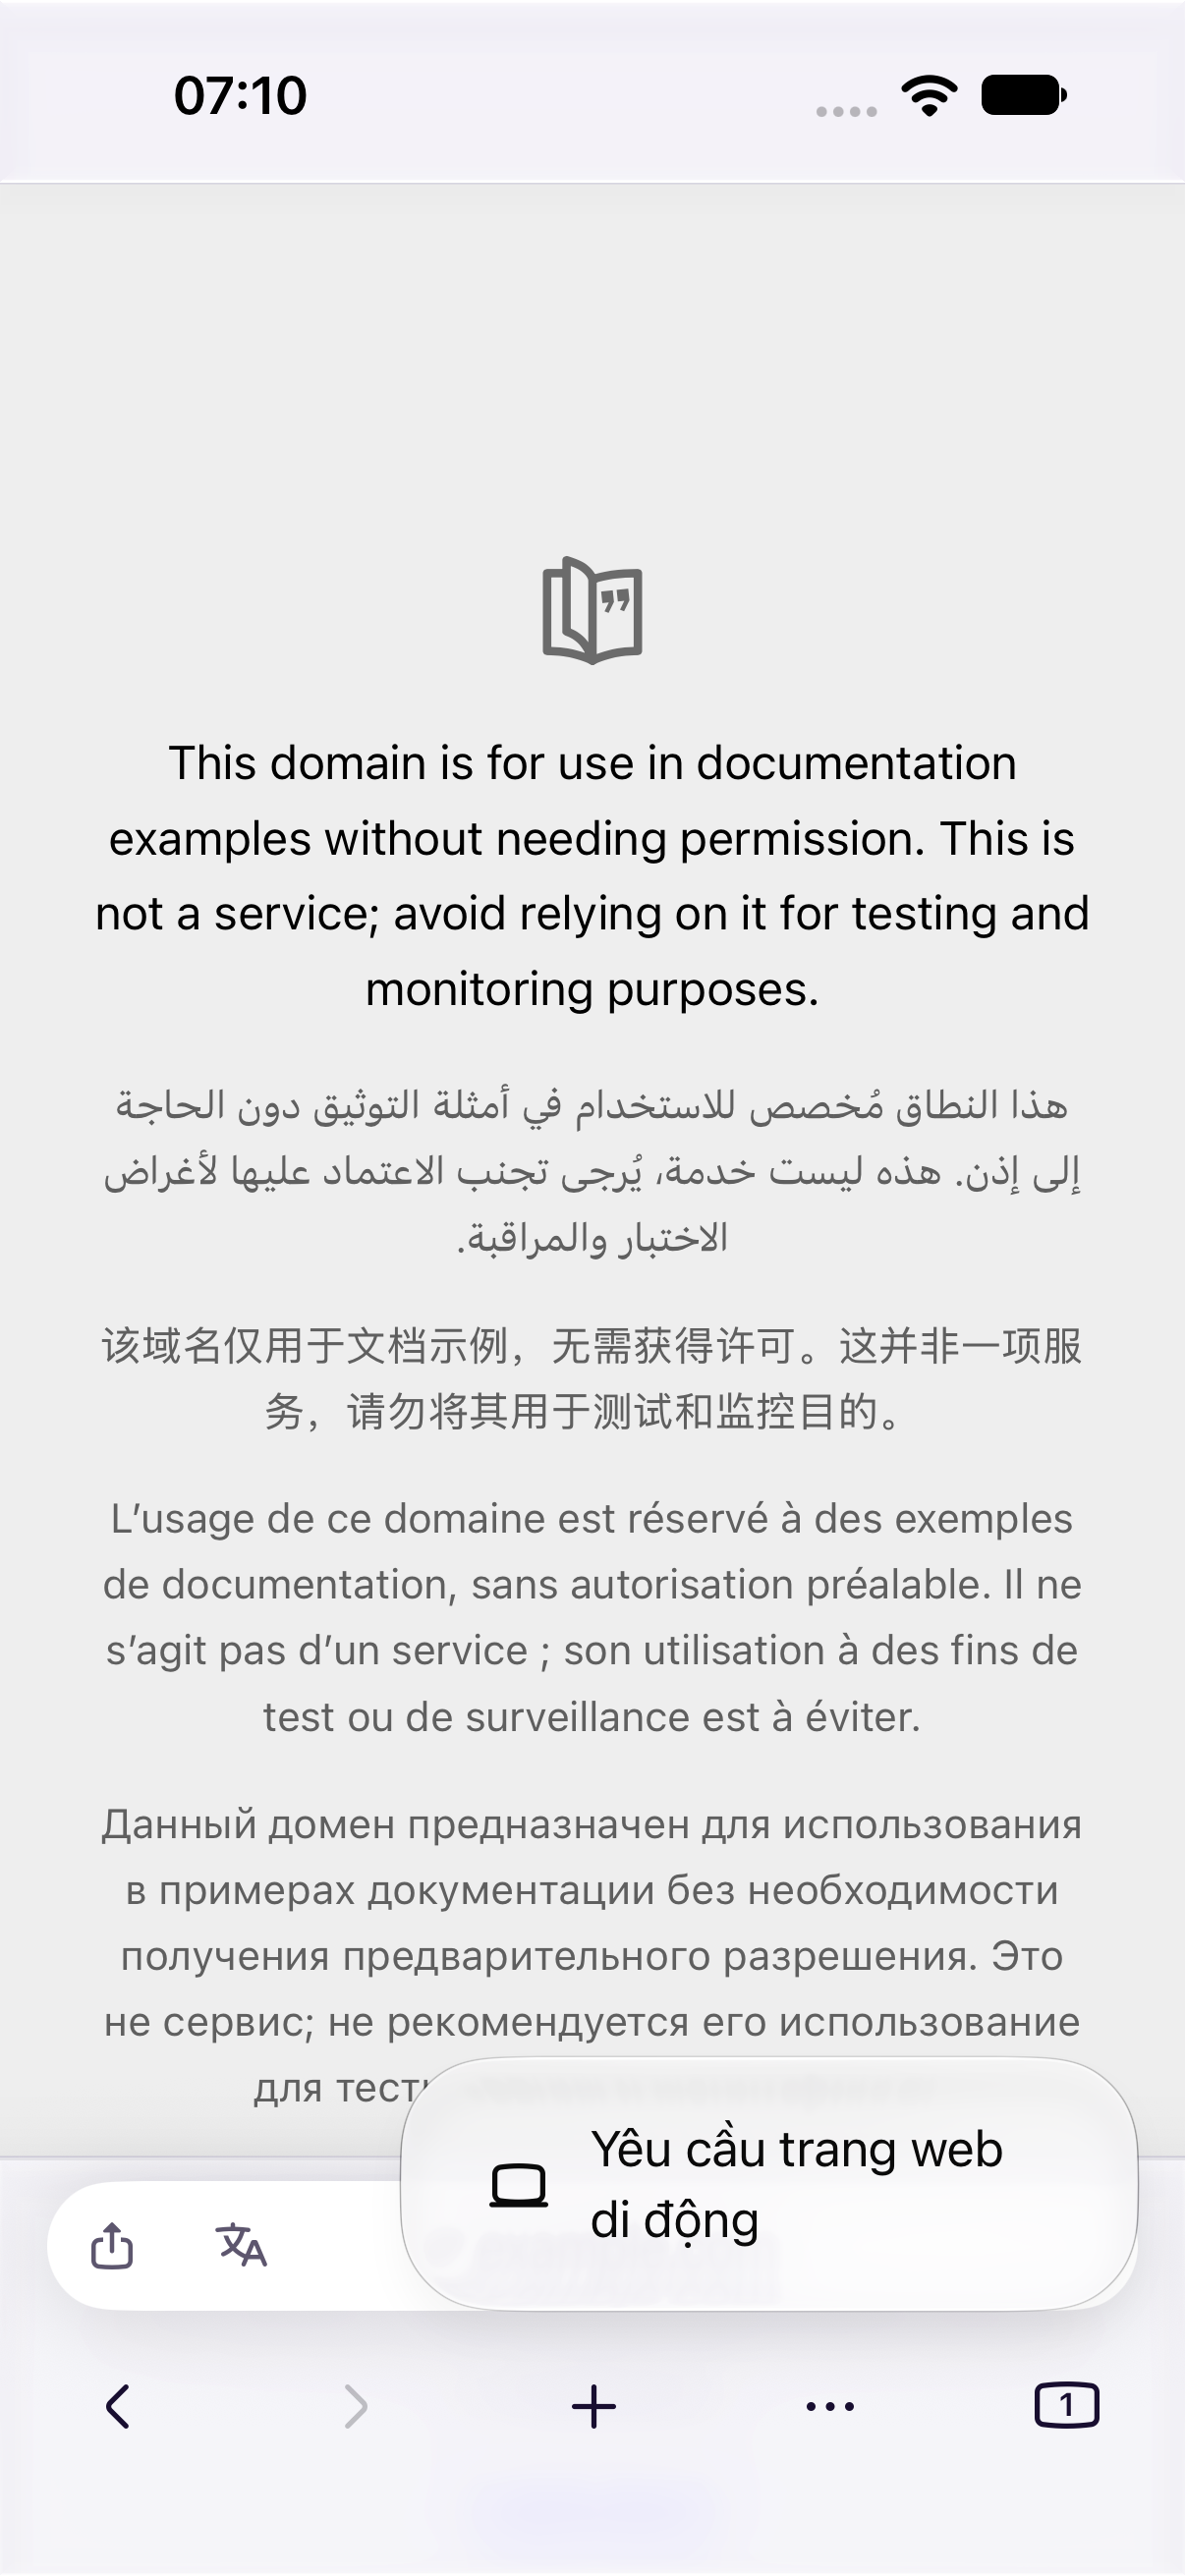 07:10
This domain is for use in documentation
examples without needing permission. This is
not a service; avoid relying on it for testing and
monitoring purposes.
هذا النطاق مُخصص للاستخدام في أمثلة التوثيق دون الحاجة
إلى إذن. هذه ليست خدمة، يُرجى تجنب الاعتماد عليها لأغراض
الاختبار والمراقبة.
该域名仅用于文档示例，无需获得许可。这并非一项服
务，请勿将其用于测试和监控目的。
L’usage de ce domaine est réservé à des exemples
de documentation, sans autorisation préalable. Il ne
s’agit pas d’un service ; son utilisation à des fins de
test ou de surveillance est à éviter.
Данный домен предназначен для использования
в примерах документации без необходимости
получения предварительного разрешения. Это
не сервис; не рекомендуется его использование
для
Yêu cầu trang web
di động
1